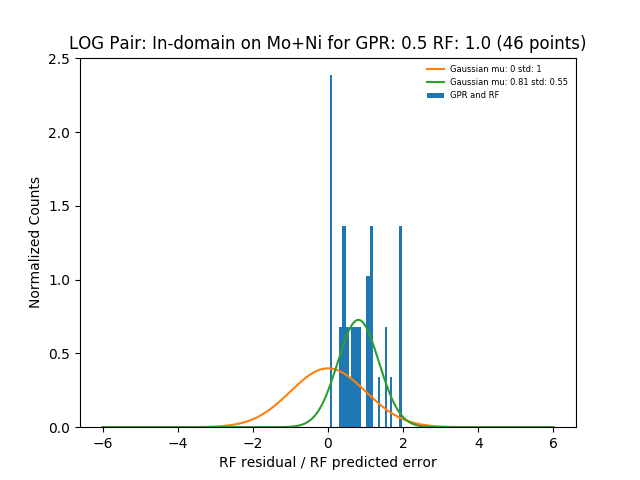 LOG Pair: In-domain on Mo+Ni for GPR: 0.5 RF: 1.0 (46 points)
Gaussian mu: 0 std: 1
Gaussian mu: 0.81 std: 0.55
GPR and RF
Normalized Counts
2.5
2.0
1.5
1.0
0.5
0.0
−6 −4 −2 0 2 4 6
RF residual / RF predicted error